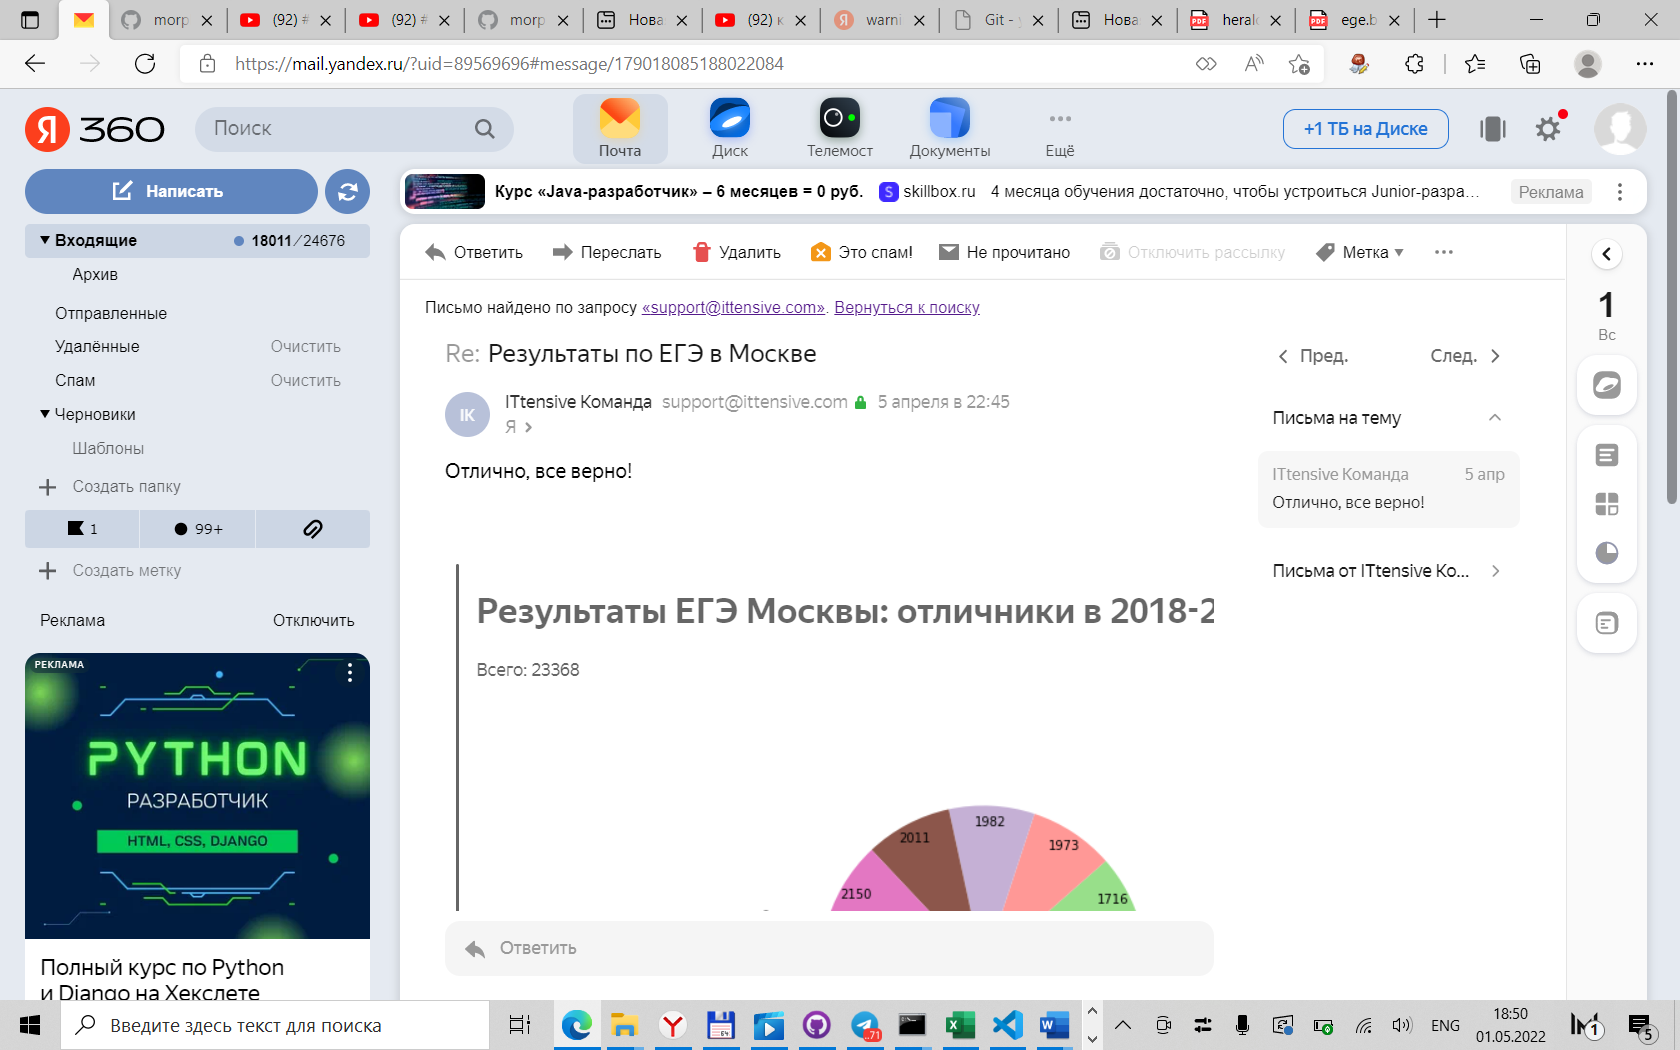 morp
(92) #
(92) #
morp
Нова
(92) к
warni
Git -
Нова
herald
ege.b
https://mail.yandex.ru/?uid=89569696#message/179018085188022084
Я 360
Поиск
Почта
Диск
Телемост
Документы
Ещё
+1 ТБ на Диске
Написать
Курс «Java-разработчик» – 6 месяцев = 0 руб.
S skillbox.ru
4 месяца обучения достаточно, чтобы устроиться Junior-разра…
Реклама
Входящие
18011/24676
Архив
Отправленные
Удалённые
Очистить
Спам
Очистить
Черновики
Шаблоны
Создать папку
1
99+
Создать метку
Реклама
Отключить
РЕКЛАМА
PYTHON
РАЗРАБОТЧИК
HTML, CSS, DJANGO
Полный курс по Python
и Django на Хекслете
Ответить
Переслать
Удалить
Это спам!
Не прочитано
Отключить рассылку
Метка
Письмо найдено по запросу «support@ittensive.com». Вернуться к поиску
Re: Результаты по ЕГЭ в Москве
Пред.
След.
IK
ITtensive Команда support@ittensive.com 5 апреля в 22:45
Я
Отлично, все верно!
Результаты ЕГЭ Москвы: отличники в 2018-2
Всего: 23368
2150
2011
1982
1973
1716
Ответить
Письма на тему
ITtensive Команда
5 апр
Отлично, все верно!
Письма от ITtensive Ко...
1
Вс
Введите здесь текст для поиска
64
71
ENG
18:50
01.05.2022
1
5